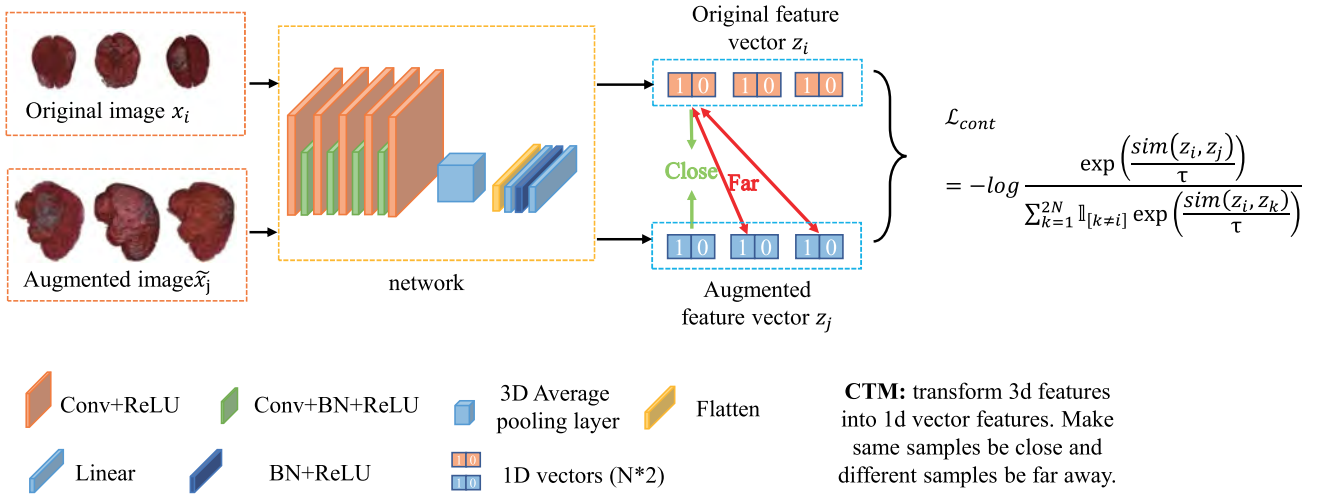 Original image x_i
Augmented image x̃_j
network
Original feature
vector z_i
1 0 1 0 1 0
Close
Far
1 0 1 0 1 0
Augmented
feature vector z_j
ℒ_cont
= −log exp(sim(z_i, z_j)/τ) / ∑_{k=1}^{2N} 𝟙_{[k≠i]} exp(sim(z_i, z_k)/τ)
Conv+ReLU
Conv+BN+ReLU
3D Average
pooling layer
Flatten
Linear
BN+ReLU
1 0
1 0
1D vectors (N*2)
CTM: transform 3d features
into 1d vector features. Make
same samples be close and
different samples be far away.